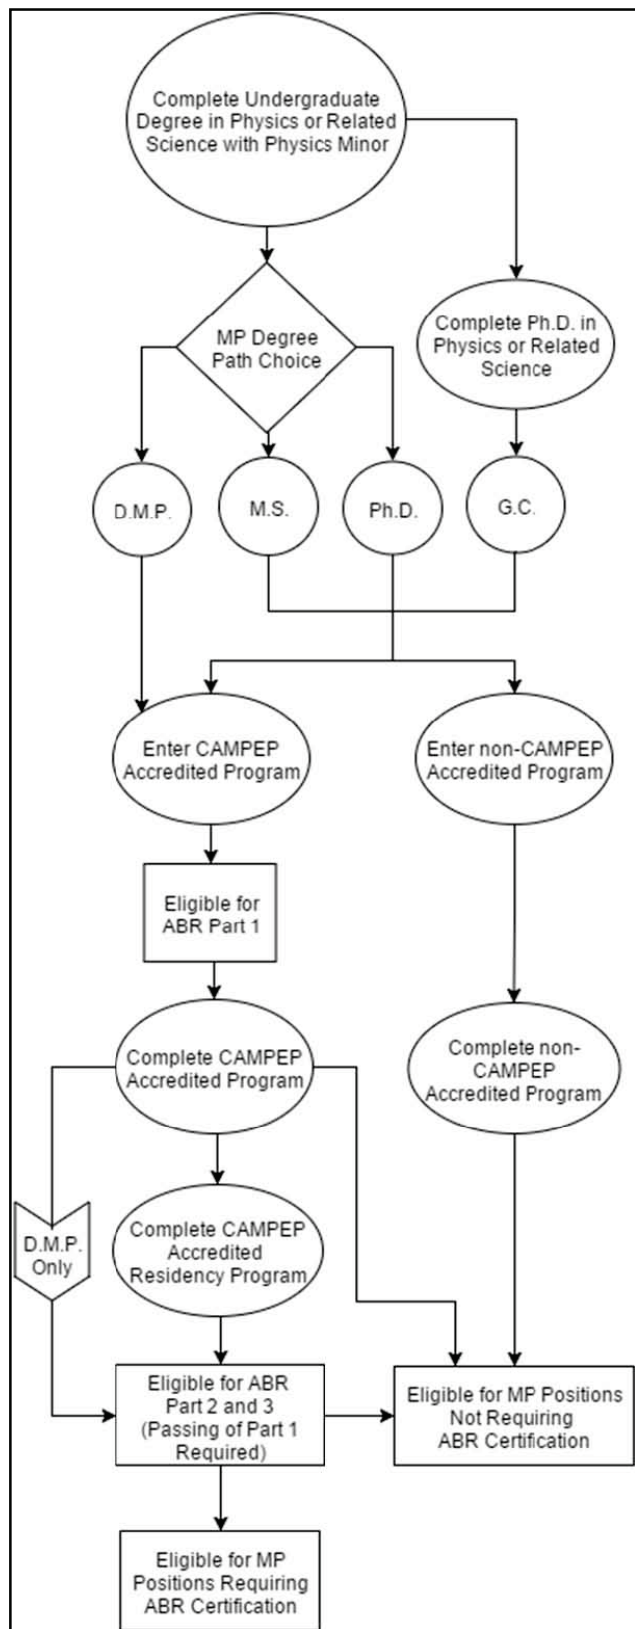 Complete Undergraduate
Degree in Physics or Related
Science with Physics Minor
MP Degree
Path Choice
Complete Ph.D. in
Physics or Related
Science
D.M.P.
M.S.
Ph.D.
G.C.
Enter CAMPEP
Accredited Program
Enter non-CAMPEP
Accredited Program
Eligible for
ABR Part 1
Complete CAMPEP
Accredited Program
Complete non-
CAMPEP
Accredited Program
D.M.P.
Only
Complete CAMPEP
Accredited
Residency Program
Eligible for ABR
Part 2 and 3
(Passing of Part 1
Required)
Eligible for MP Positions
Not Requiring
ABR Certification
Eligible for MP
Positions Requiring
ABR Certification